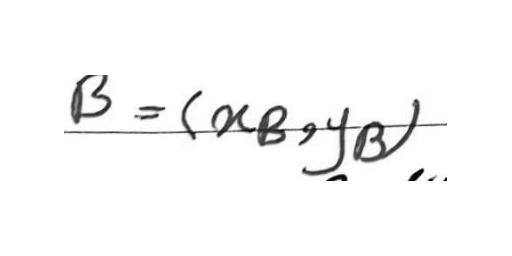 B = (x_B, y_B)